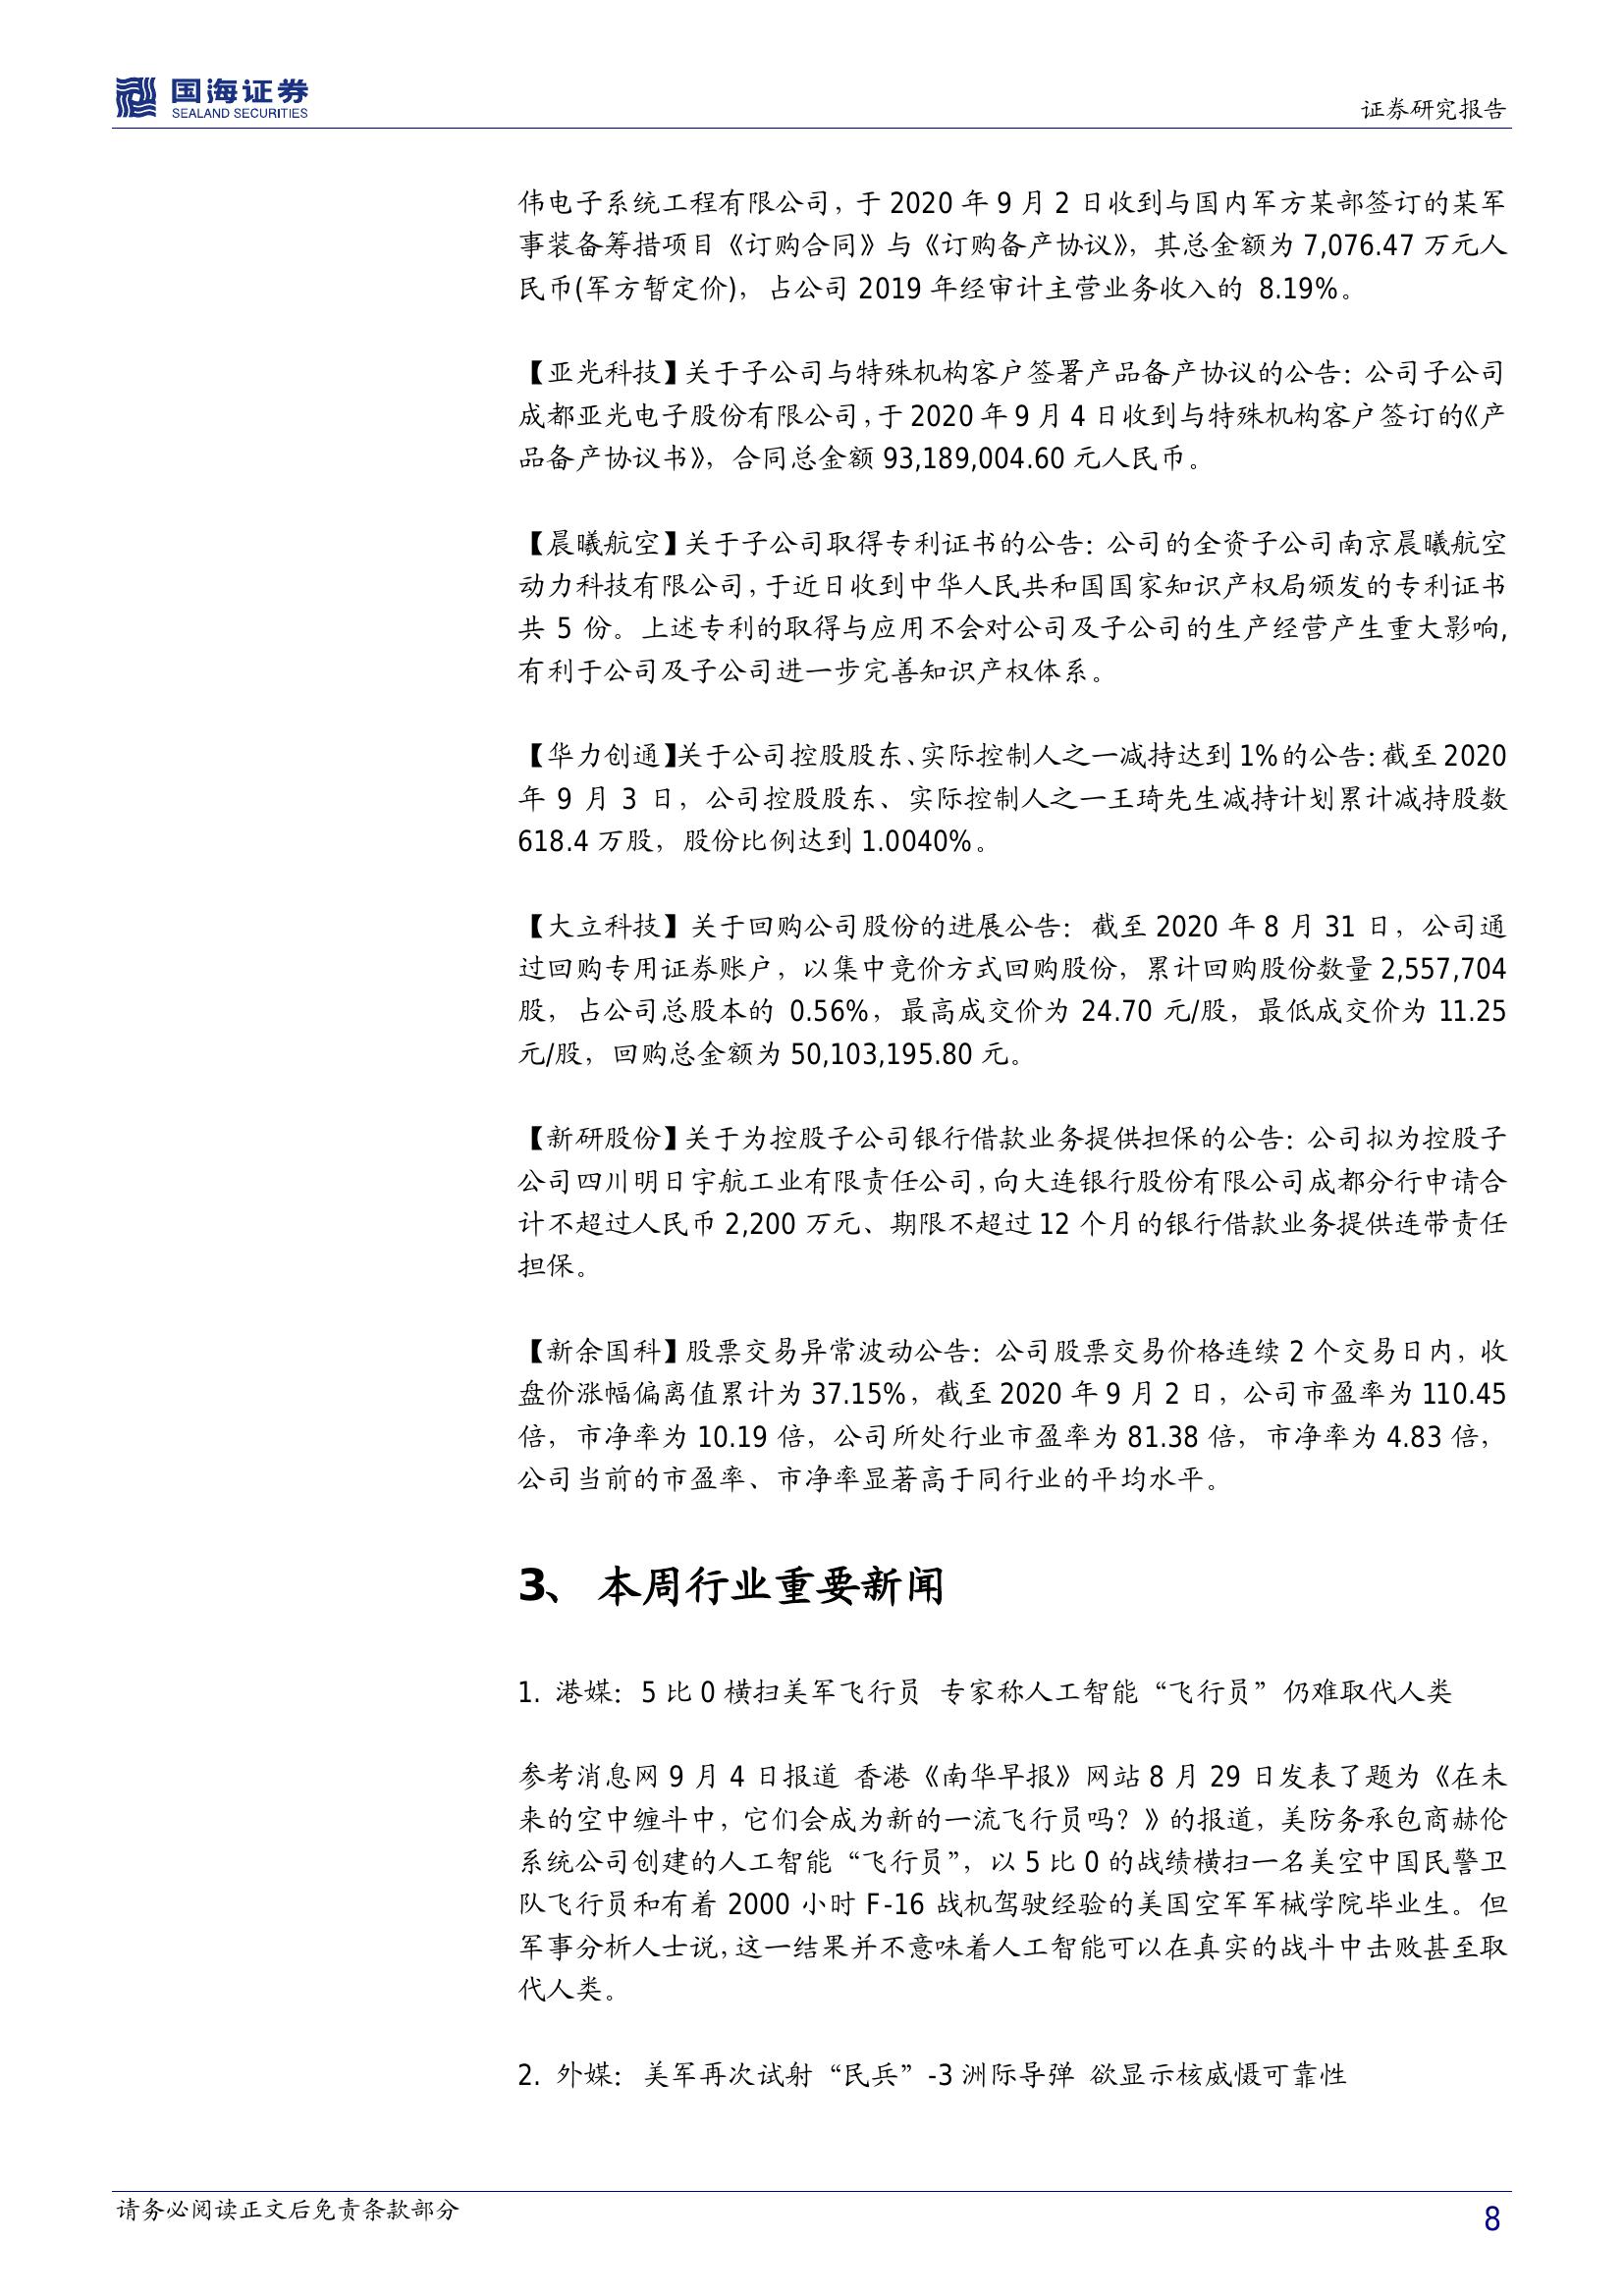 国海证券
SEALAND SECURITIES
证券研究报告
伟电子系统工程有限公司，于 2020 年 9 月 2 日收到与国内军方某部签订的某军
事装备筹措项目《订购合同》与《订购备产协议》，其总金额为 7,076.47 万元人
民币(军方暂定价)，占公司 2019 年经审计主营业务收入的 8.19%。
【亚光科技】关于子公司与特殊机构客户签署产品备产协议的公告：公司子公司
成都亚光电子股份有限公司，于 2020 年 9 月 4 日收到与特殊机构客户签订的《产
品备产协议书》，合同总金额 93,189,004.60 元人民币。
【晨曦航空】关于子公司取得专利证书的公告：公司的全资子公司南京晨曦航空
动力科技有限公司，于近日收到中华人民共和国国家知识产权局颁发的专利证书
共 5 份。上述专利的取得与应用不会对公司及子公司的生产经营产生重大影响，
有利于公司及子公司进一步完善知识产权体系。
【华力创通】关于公司控股股东、实际控制人之一减持达到 1%的公告：截至 2020
年 9 月 3 日，公司控股股东、实际控制人之一王琦先生减持计划累计减持股数
618.4 万股，股份比例达到 1.0040%。
【大立科技】关于回购公司股份的进展公告：截至 2020 年 8 月 31 日，公司通
过回购专用证券账户，以集中竞价方式回购股份，累计回购股份数量 2,557,704
股，占公司总股本的 0.56%，最高成交价为 24.70 元/股，最低成交价为 11.25
元/股，回购总金额为 50,103,195.80 元。
【新研股份】关于为控股子公司银行借款业务提供担保的公告：公司拟为控股子
公司四川明日宇航工业有限责任公司，向大连银行股份有限公司成都分行申请合
计不超过人民币 2,200 万元、期限不超过 12 个月的银行借款业务提供连带责任
担保。
【新余国科】股票交易异常波动公告：公司股票交易价格连续 2 个交易日内，收
盘价涨幅偏离值累计为 37.15%，截至 2020 年 9 月 2 日，公司市盈率为 110.45
倍，市净率为 10.19 倍，公司所处行业市盈率为 81.38 倍，市净率为 4.83 倍，
公司当前的市盈率、市净率显著高于同行业的平均水平。
3、 本周行业重要新闻
1. 港媒：5 比 0 横扫美军飞行员 专家称人工智能“飞行员”仍难取代人类
参考消息网 9 月 4 日报道 香港《南华早报》网站 8 月 29 日发表了题为《在未
来的空中缠斗中，它们会成为新的一流飞行员吗？》的报道，美防务承包商赫伦
系统公司创建的人工智能“飞行员”，以 5 比 0 的战绩横扫一名美空中国民警卫
队飞行员和有着 2000 小时 F-16 战机驾驶经验的美国空军军械学院毕业生。但
军事分析人士说，这一结果并不意味着人工智能可以在真实的战斗中击败甚至取
代人类。
2. 外媒：美军再次试射“民兵”-3 洲际导弹 欲显示核威慑可靠性
请务必阅读正文后免责条款部分
8